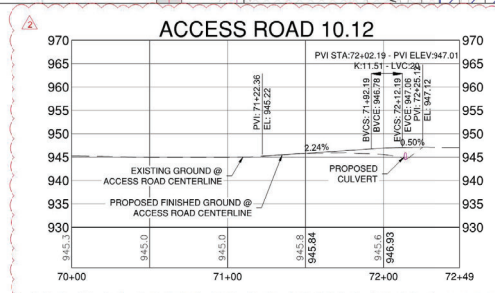 2
ACCESS ROAD 10.12
970
970
PVI STA:72+02.19 - PVI ELEV:947.01
K:11.51 - LVC:20
965
965
960
960
955
955
950
950
945
945
940
940
935
935
930
930
PVI: 71+22.36
EL: 945.22
BVCS: 71+92.19
BVCE: 946.78
EVCS: 72+12.19
EVCE: 947.06
PVI: 72+25.12
EL: 947.12
2.24%
0.50%
EXISTING GROUND @
ACCESS ROAD CENTERLINE
PROPOSED FINISHED GROUND @
ACCESS ROAD CENTERLINE
PROPOSED
CULVERT
945.3
945.0
945.0
945.8
945.84
945.6
946.93
70+00
71+00
72+00
72+49